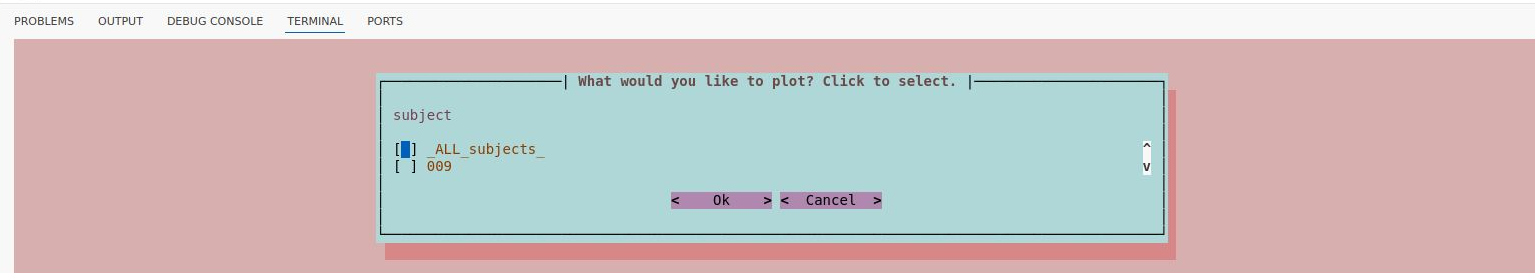 PROBLEMS OUTPUT DEBUG CONSOLE TERMINAL PORTS
| What would you like to plot? Click to select. |
subject
[ ] _ALL_subjects_ ^
[ ] 009 v
< Ok > < Cancel >